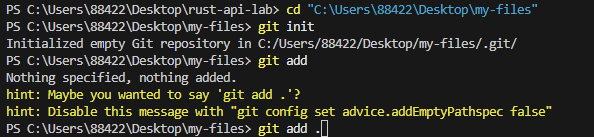 PS C:\Users\88422\Desktop\rust-api-lab> cd "C:\Users\88422\Desktop\my-files"
PS C:\Users\88422\Desktop\my-files> git init
Initialized empty Git repository in C:/Users/88422/Desktop/my-files/.git/
PS C:\Users\88422\Desktop\my-files> git add
Nothing specified, nothing added.
hint: Maybe you wanted to say 'git add .'?
hint: Disable this message with "git config set advice.addEmptyPathspec false"
PS C:\Users\88422\Desktop\my-files> git add .